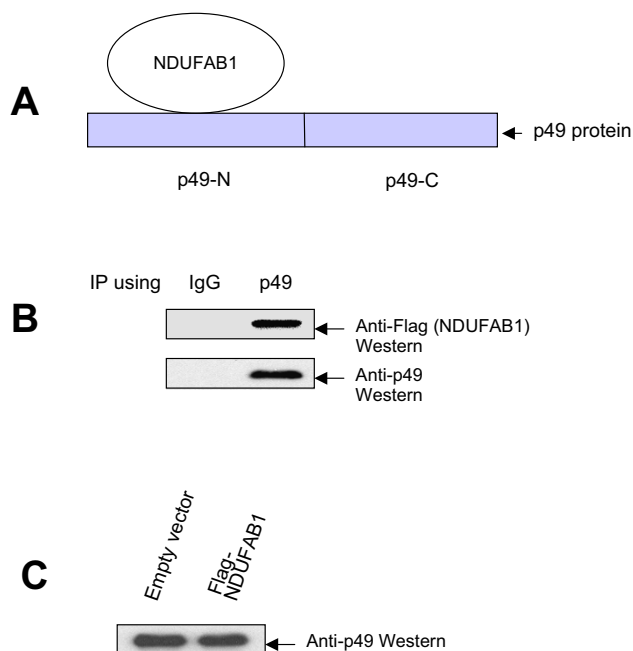 NDUFAB1
A
p49 protein
p49-N p49-C
IP using IgG p49
B
Anti-Flag (NDUFAB1)
Western
Anti-p49
Western
Empty vector
Flag-
NDUFAB1
C
Anti-p49 Western